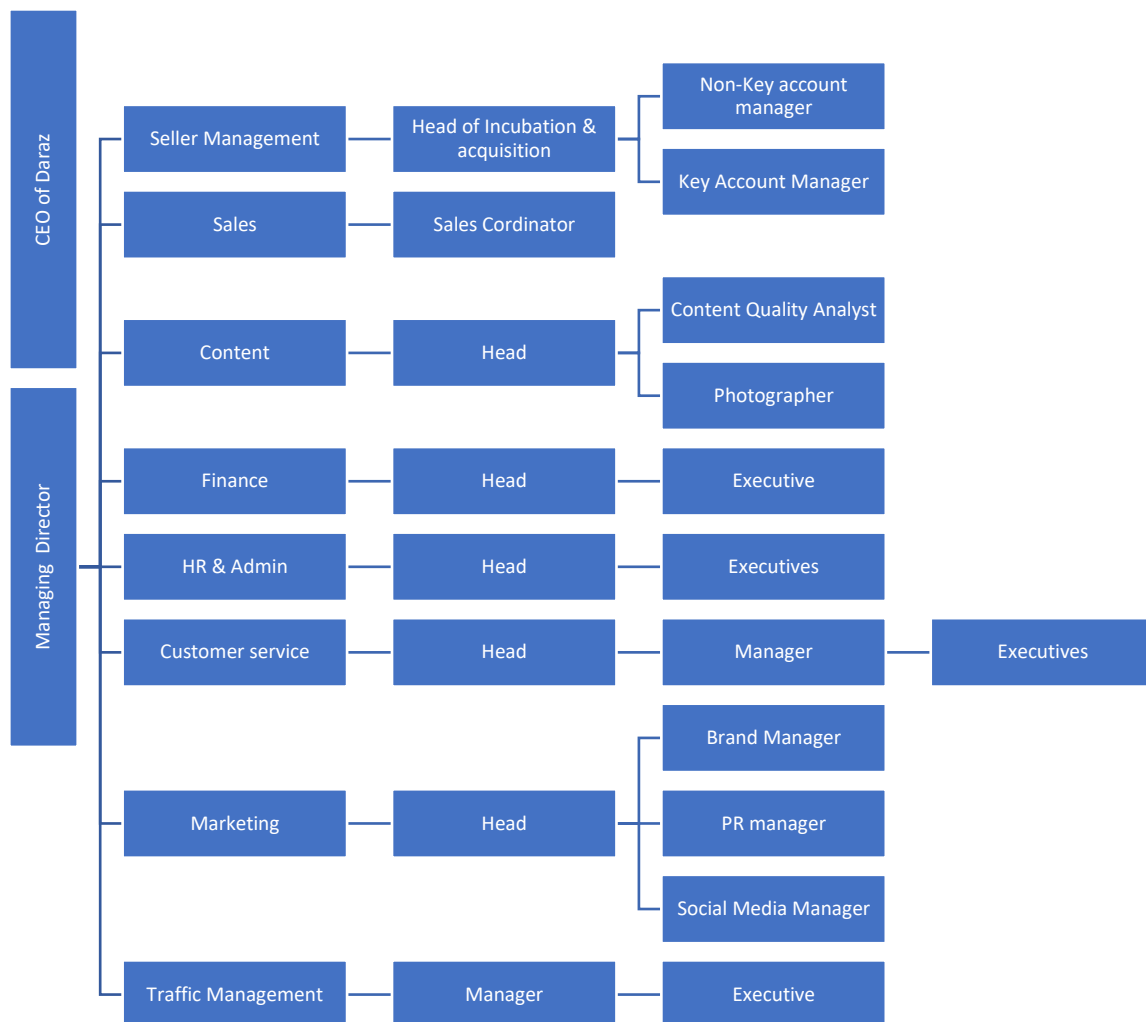 CEO of Daraz
Managing  Director
Seller Management
Head of Incubation &
acquisition
Non-Key account
manager
Key Account Manager
Sales
Sales Cordinator
Content
Head
Content Quality Analyst
Photographer
Finance
Head
Executive
HR & Admin
Head
Executives
Customer service
Head
Manager
Executives
Marketing
Head
Brand Manager
PR manager
Social Media Manager
Traffic Management
Manager
Executive